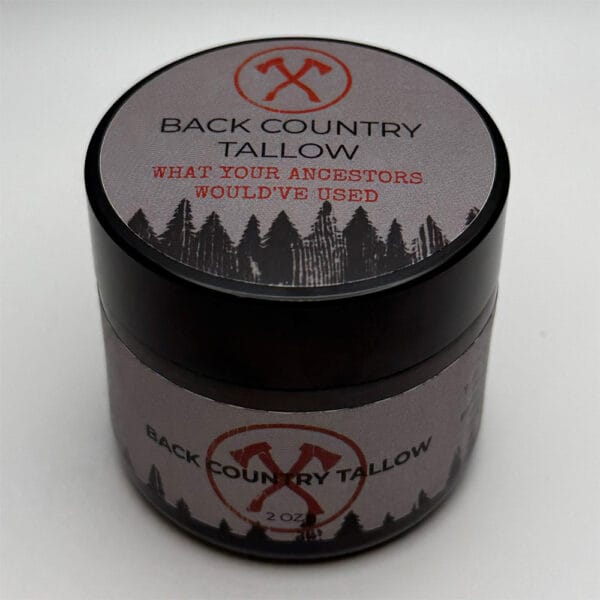 BACK COUNTRY
TALLOW
WHAT YOUR ANCESTORS
WOULD'VE USED
BACK COUNTRY TALLOW
2 OZ